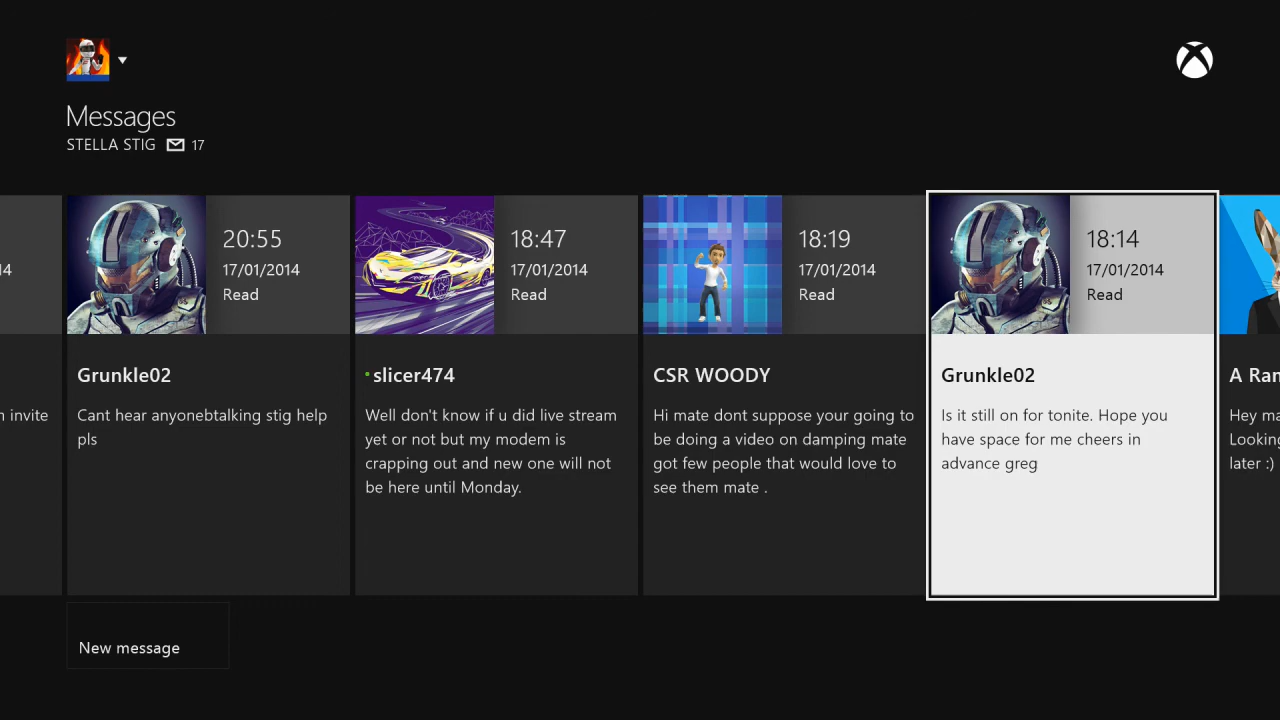 Messages
STELLA STIG 17
14
n invite
20:55
17/01/2014
Read
Grunkle02
Cant hear anyonebtalking stig help
pls
18:47
17/01/2014
Read
slicer474
Well don't know if u did live stream
yet or not but my modem is
crapping out and new one will not
be here until Monday.
18:19
17/01/2014
Read
CSR WOODY
Hi mate dont suppose your going to
be doing a video on damping mate
got few people that would love to
see them mate .
18:14
17/01/2014
Read
Grunkle02
Is it still on for tonite. Hope you
have space for me cheers in
advance greg
A Ran
Hey ma
Looking
later :)
New message